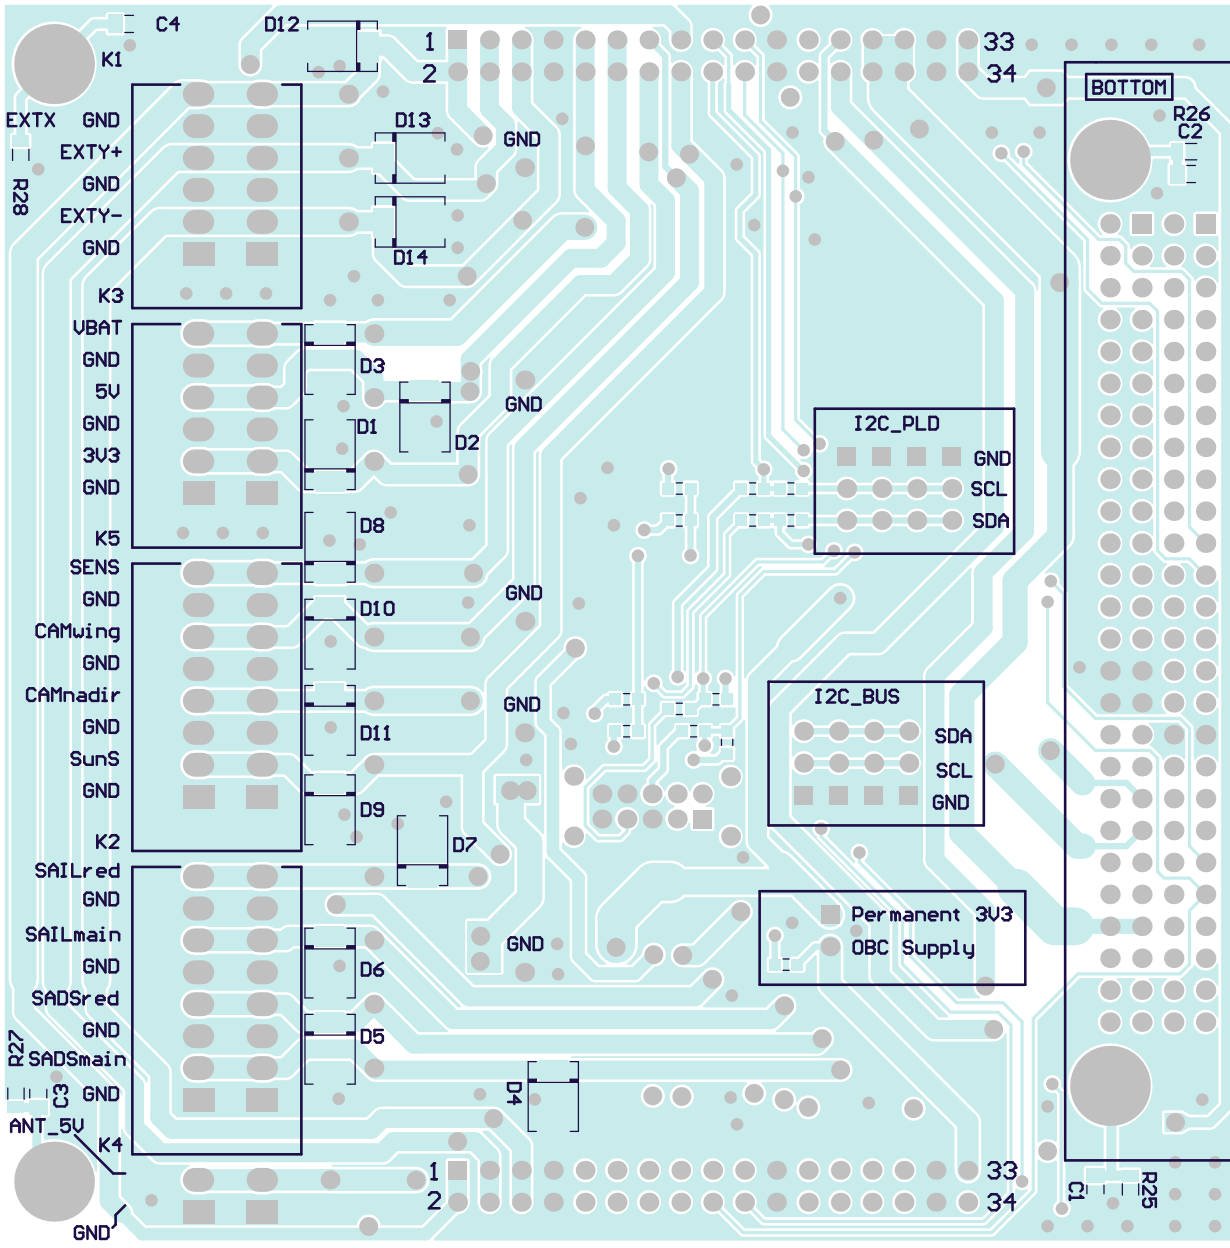 C4
D12
1
33
K1
2
34
BOTTOM
EXTX
GND
D13
GND
R26
C2
EXTY+
R28
GND
EXTY-
GND
D14
K3
VBAT
GND
D3
5V
GND
GND
D1
D2
I2C_PLD
3V3
GND
GND
SCL
SDA
D8
K5
SENS
GND
D10
GND
CAMwing
GND
CAMnadir
GND
I2C_BUS
GND
D11
SDA
SunS
SCL
GND
GND
D9
K2
D7
SAILred
GND
Permanent 3V3
SAILmain
GND
OBC Supply
GND
D6
SADSred
GND
D5
R27
SADSmain
GND
C3
D4
ANT_5V
K4
1
33
2
34
C1
R25
GND